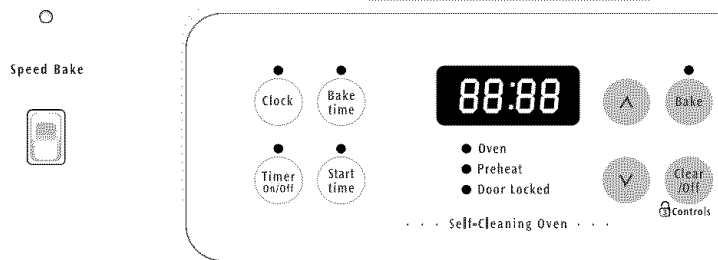 Speed Bake
Clock
Bake
time
88:88
∧
Bake
Timer
On/Off
Start
time
Oven
Preheat
Door Locked
∨
Clear
/Off
3 Controls
· · · Self-Cleaning Oven · · ·